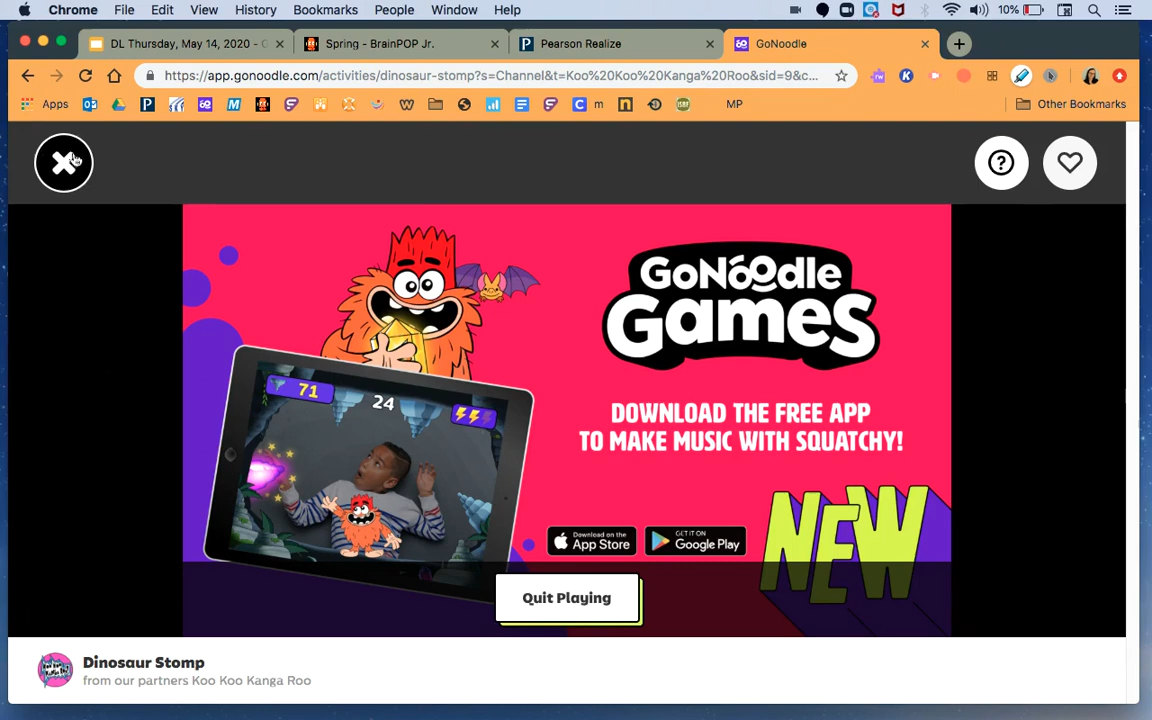 Chrome File Edit View History Bookmarks People Window Help 10%
DL Thursday, May 14, 2020 - G Spring - BrainPOP Jr. Pearson Realize GoNoodle
https://app.gonoodle.com/activities/dinosaur-stomp?s=Channel&t=Koo%20Koo%20Kanga%20Roo&sid=9&c...
Apps m MP Other Bookmarks
GoNoodle
Games
71 24
DOWNLOAD THE FREE APP
TO MAKE MUSIC WITH SQUATCHY!
Download on the App Store
GET IT ON Google Play
NEW
Quit Playing
Dinosaur Stomp
from our partners Koo Koo Kanga Roo